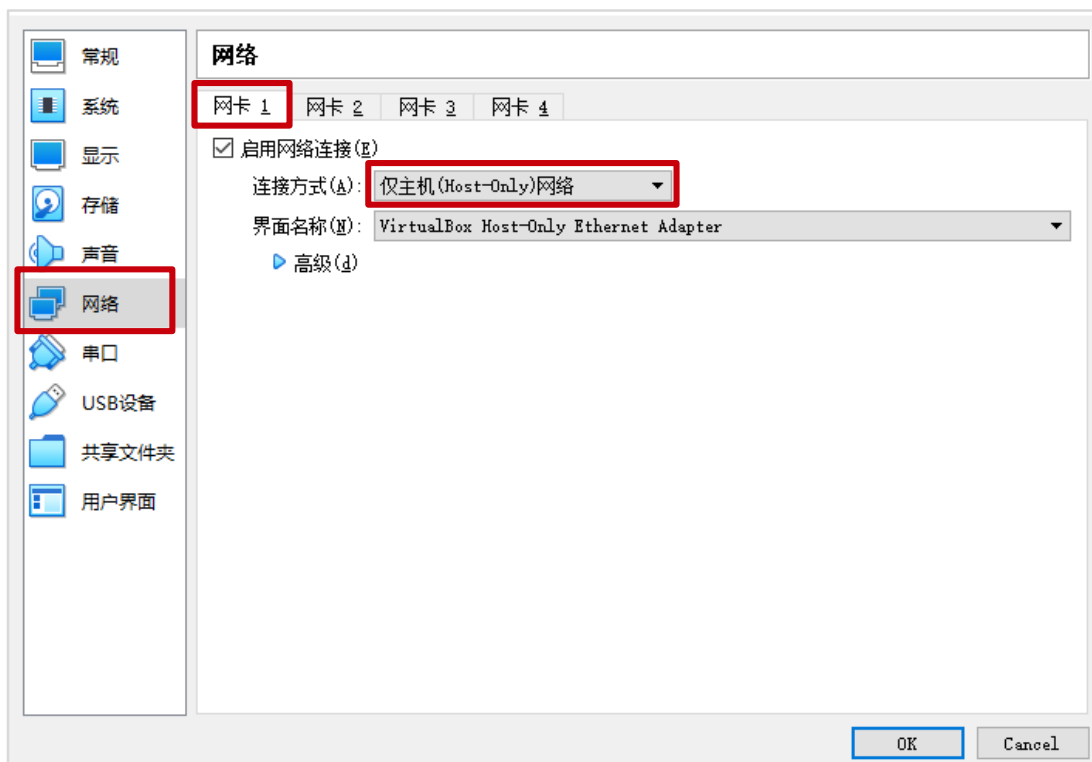 常规
系统
显示
存储
声音
网络
串口
USB设备
共享文件夹
用户界面
网络
网卡 1 网卡 2 网卡 3 网卡 4
启用网络连接(E)
连接方式(A): 仅主机(Host-Only)网络
界面名称(N): VirtualBox Host-Only Ethernet Adapter
高级(d)
OK Cancel